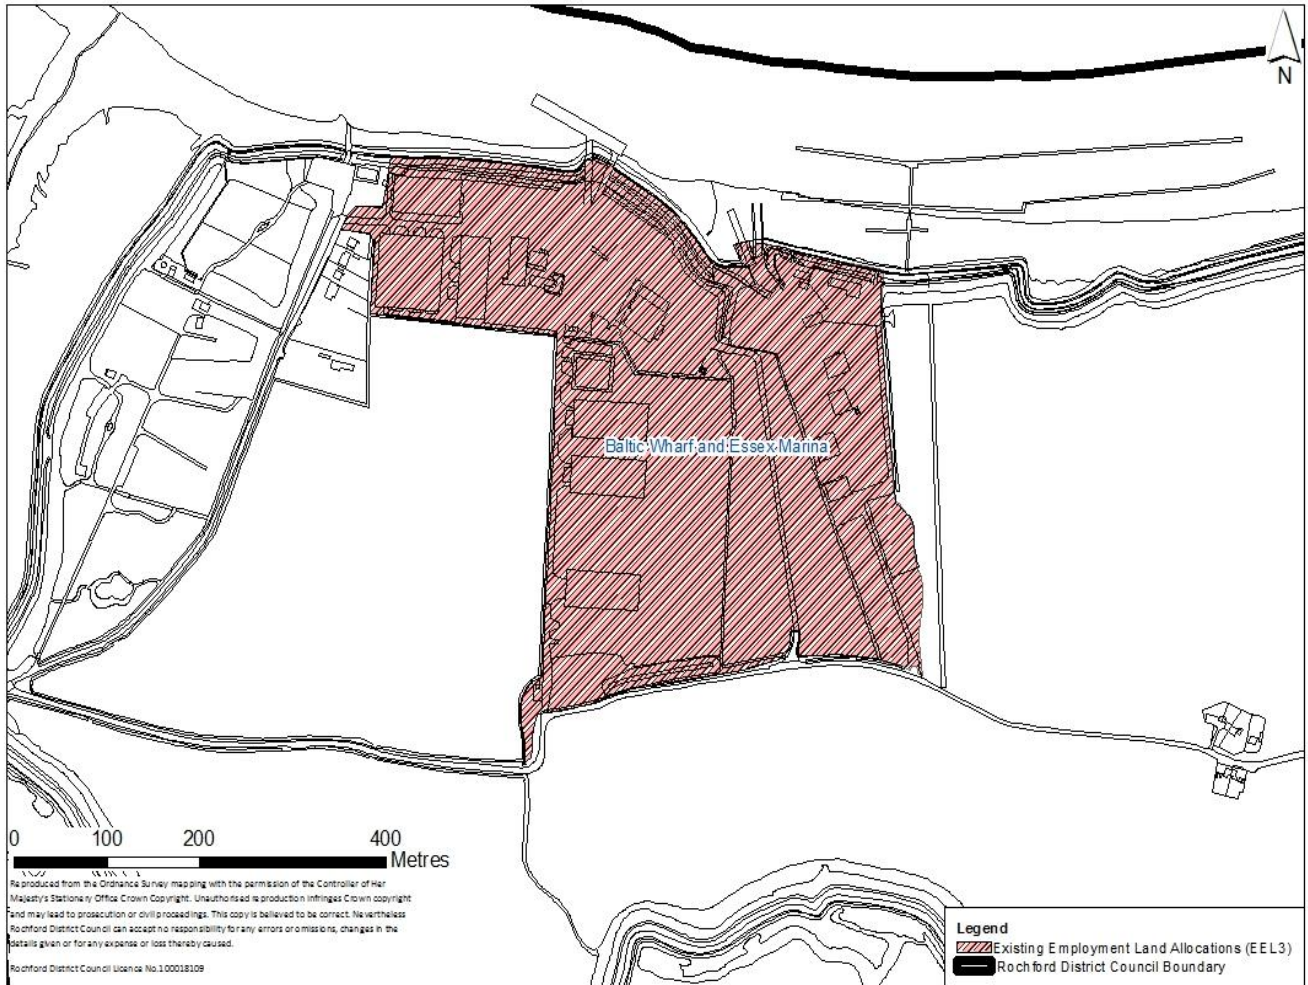 N
Baltic Wharf and Essex Marina
0 100 200 400
Metres
Reproduced from the Ordnance Survey mapping with the permission of the Controller of Her
Majesty's Stationery Office Crown Copyright. Unauthorised reproduction infringes Crown copyright
and may lead to prosecution or civil proceedings. This copy is believed to be correct. Nevertheless
Rochford District Council can accept no responsibility for any errors or omissions, changes in the
details given or for any expense or loss thereby caused.
Rochford District Council Licence No.100018109
Legend
Existing Employment Land Allocations (EEL3)
Rochford District Council Boundary